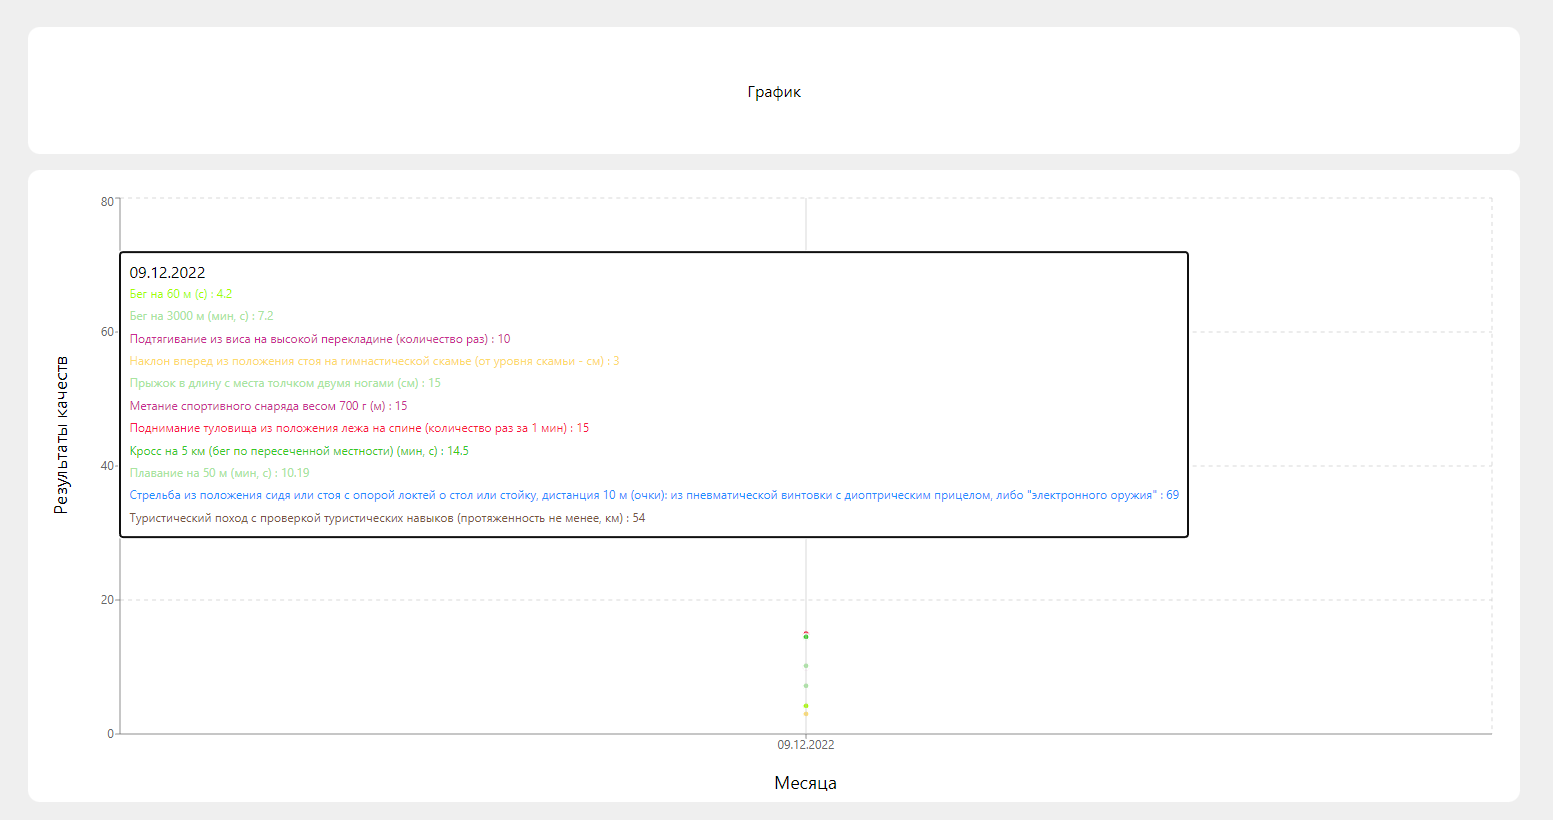 График
80
09.12.2022
Бег на 60 м (с) : 4.2
Бег на 3000 м (мин, с) : 7.2
60
Подтягивание из виса на высокой перекладине (количество раз) : 10
Наклон вперед из положения стоя на гимнастической скамье (от уровня скамьи - см) : 3
Прыжок в длину с места толчком двумя ногами (см) : 15
Метание спортивного снаряда весом 700 г (м) : 15
Поднимание туловища из положения лежа на спине (количество раз за 1 мин) : 15
Результаты качеств
Кросс на 5 км (бег по пересеченной местности) (мин, с) : 14.5
40
Плавание на 50 м (мин, с) : 10.19
Стрельба из положения сидя или стоя с опорой локтей о стол или стойку, дистанция 10 м (очки): из пневматической винтовки с диоптрическим прицелом, либо "электронного оружия" : 69
Туристический поход с проверкой туристических навыков (протяженность не менее, км) : 54
20
0
09.12.2022
Месяца